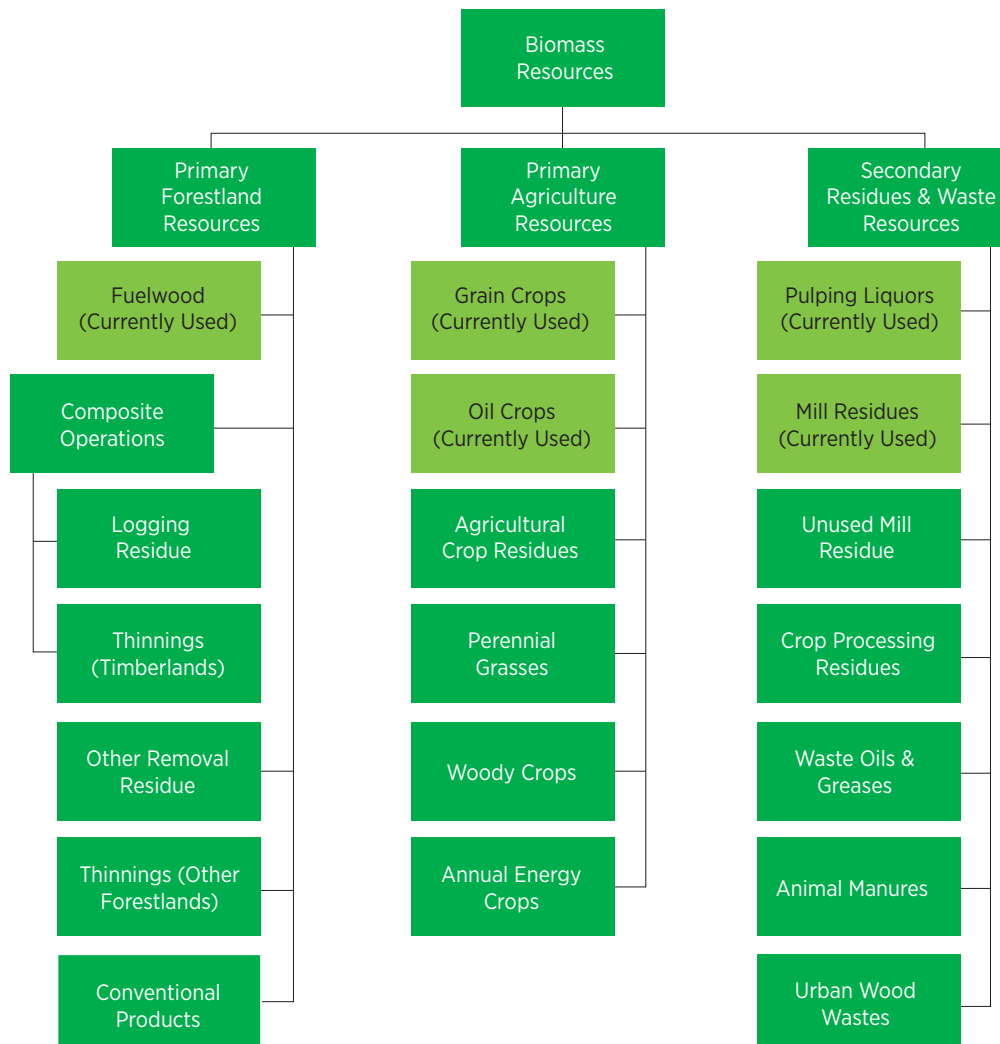 Biomass
Resources
Primary
Forestland
Resources
Primary
Agriculture
Resources
Secondary
Residues & Waste
Resources
Fuelwood
(Currently Used)
Composite
Operations
Logging
Residue
Thinnings
(Timberlands)
Other Removal
Residue
Thinnings (Other
Forestlands)
Conventional
Products
Grain Crops
(Currently Used)
Oil Crops
(Currently Used)
Agricultural
Crop Residues
Perennial
Grasses
Woody Crops
Annual Energy
Crops
Pulping Liquors
(Currently Used)
Mill Residues
(Currently Used)
Unused Mill
Residue
Crop Processing
Residues
Waste Oils &
Greases
Animal Manures
Urban Wood
Wastes